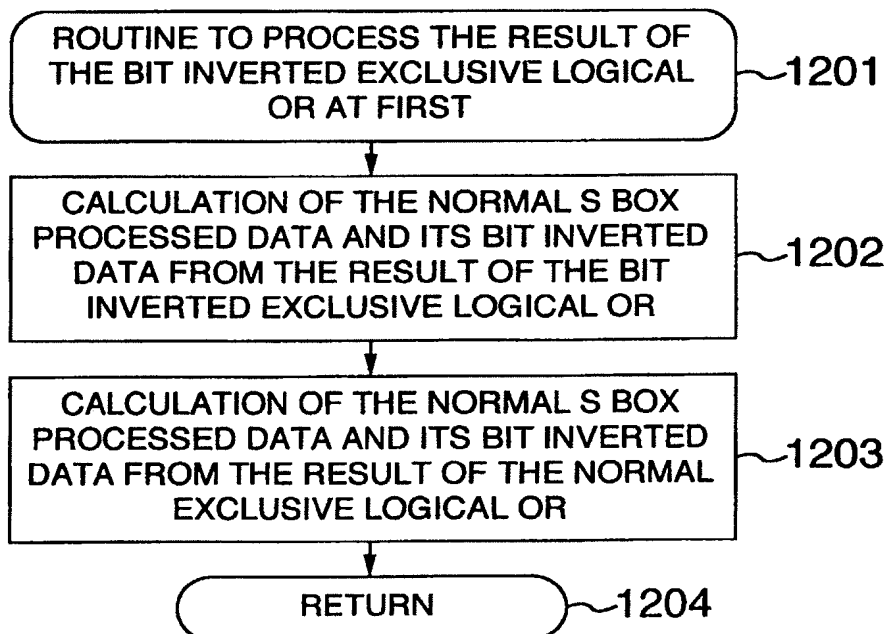 ROUTINE TO PROCESS THE RESULT OF
THE BIT INVERTED EXCLUSIVE LOGICAL
OR AT FIRST
1201
CALCULATION OF THE NORMAL S BOX
PROCESSED DATA AND ITS BIT INVERTED
DATA FROM THE RESULT OF THE BIT
INVERTED EXCLUSIVE LOGICAL OR
1202
CALCULATION OF THE NORMAL S BOX
PROCESSED DATA AND ITS BIT INVERTED
DATA FROM THE RESULT OF THE NORMAL
EXCLUSIVE LOGICAL OR
1203
RETURN
1204